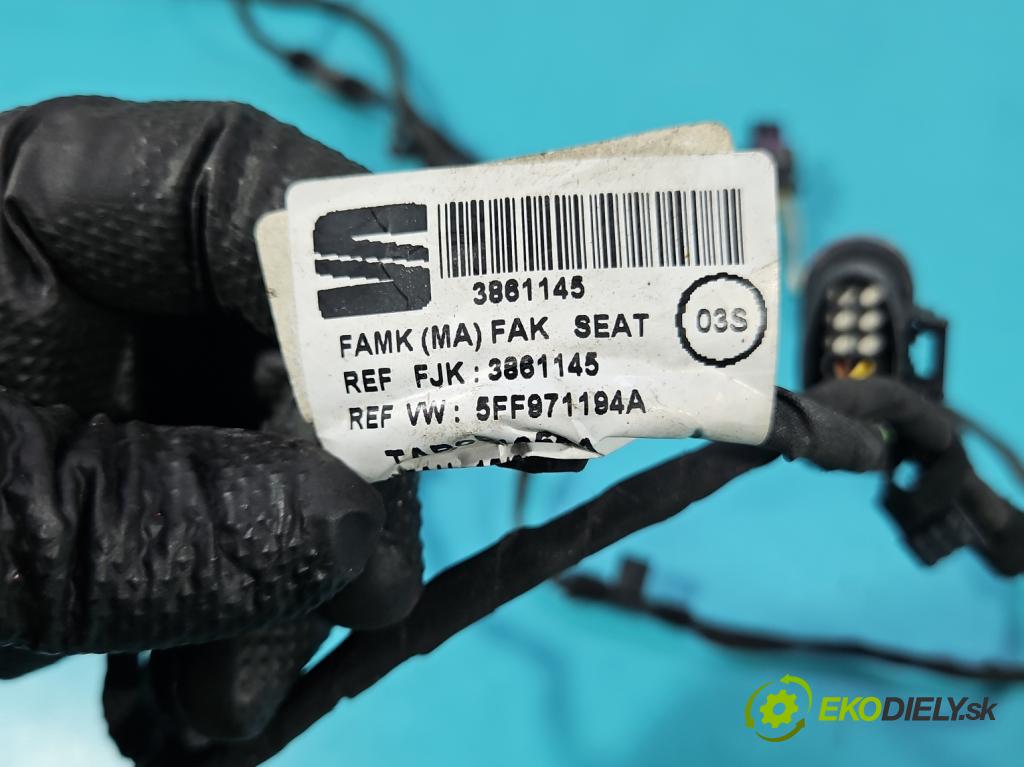 3861145
03S
FAMK (MA) FAK SEAT
REF FJK : 3861145
REF VW : 5FF971194A
EKODIELY.sk